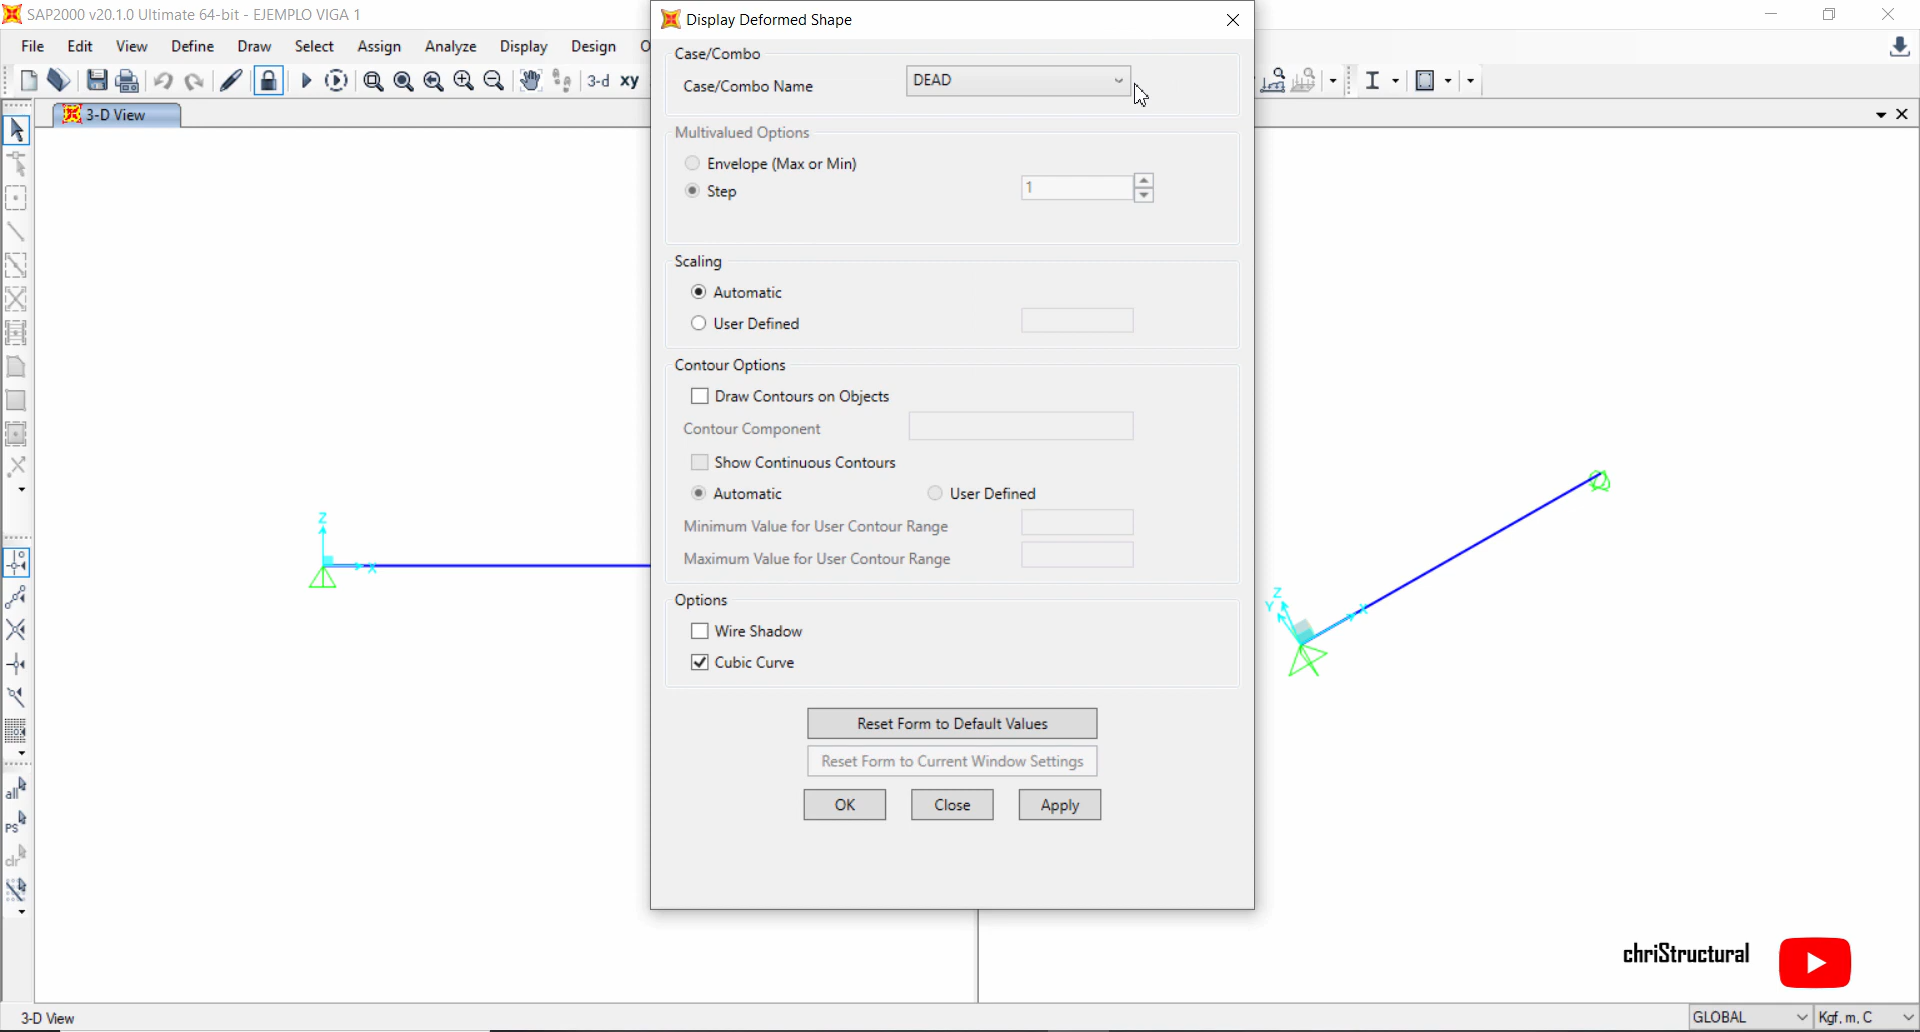 SAP2000 v20.1.0 Ultimate 64-bit - EJEMPLO VIGA 1
File Edit View Define Draw Select Assign Analyze Display Design O
3-d xy
3-D View
Display Deformed Shape
Case/Combo
Case/Combo Name DEAD
Multivalued Options
Envelope (Max or Min)
Step 1
Scaling
Automatic
User Defined
Contour Options
Draw Contours on Objects
Contour Component
Show Continuous Contours
Automatic User Defined
Minimum Value for User Contour Range
Maximum Value for User Contour Range
Options
Wire Shadow
Cubic Curve
Reset Form to Default Values
Reset Form to Current Window Settings
OK Close Apply
Z
X
Z
Y
X
all
PS
clr
chriStructural
3-D View
GLOBAL Kgf, m, C